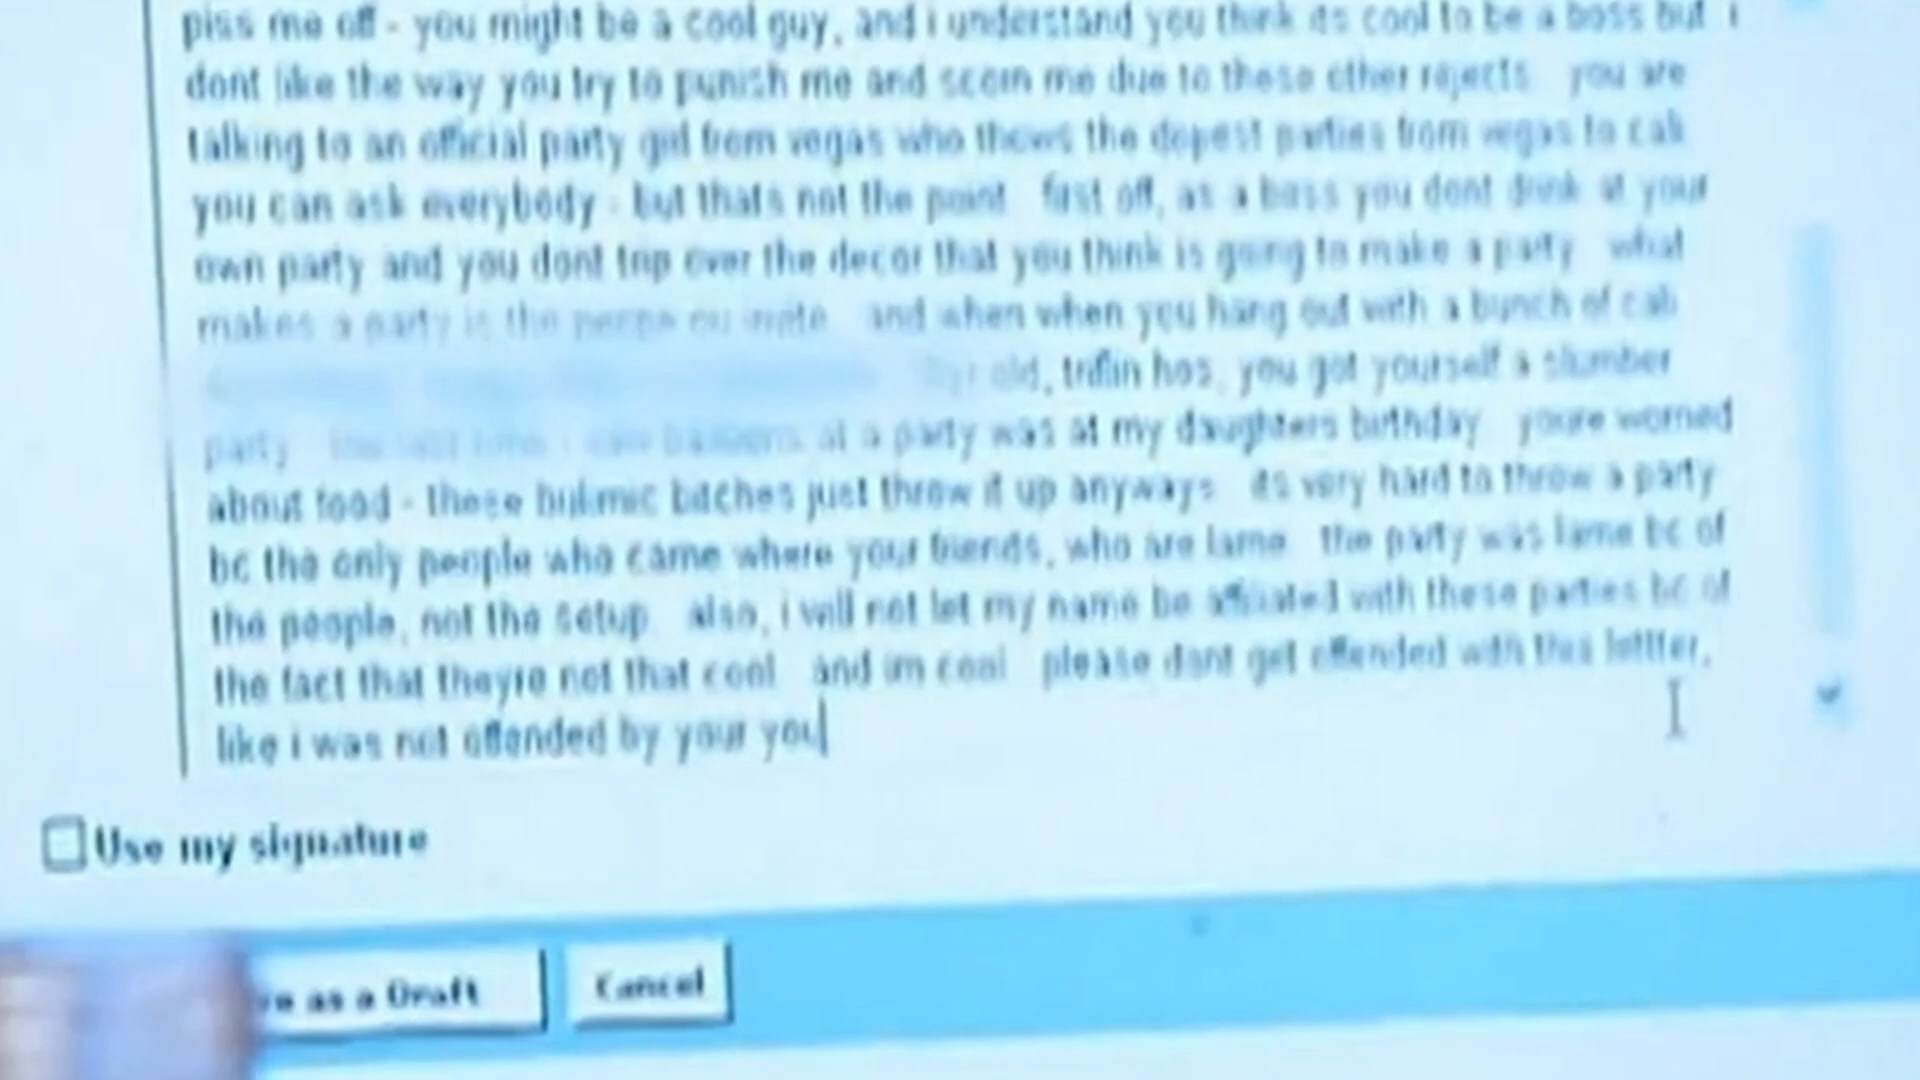 piss me off - you might be a cool guy, and i understand you think its cool to be a boss but i
dont like the way you try to punish me and scorn me due to these other rejects you are
talking to an official party girl from vegas who thows the dopest parties from vegas to cali
you can ask everybody - but thats not the point first off, as a boss you dont drink at your
own party and you dont trip over the decor that you think is going to make a party what
makes a party is the and when when you hang out with a bunch of cali
old, triflin hos, you got yourself a slumber
party at a party was at my daughters birthday youre worried
about food - these bulimic bitches just throw it up anyways its very hard to throw a party
bc the only people who came where your friends, who are lame the party was lame bc of
the people, not the setup also, i will not let my name be affiliated with these parties bc of
the fact that theyre not that cool and im cool please dont get offended with this lettter,
like i was not offended by your you
Use my signature
as a Draft
Cancel